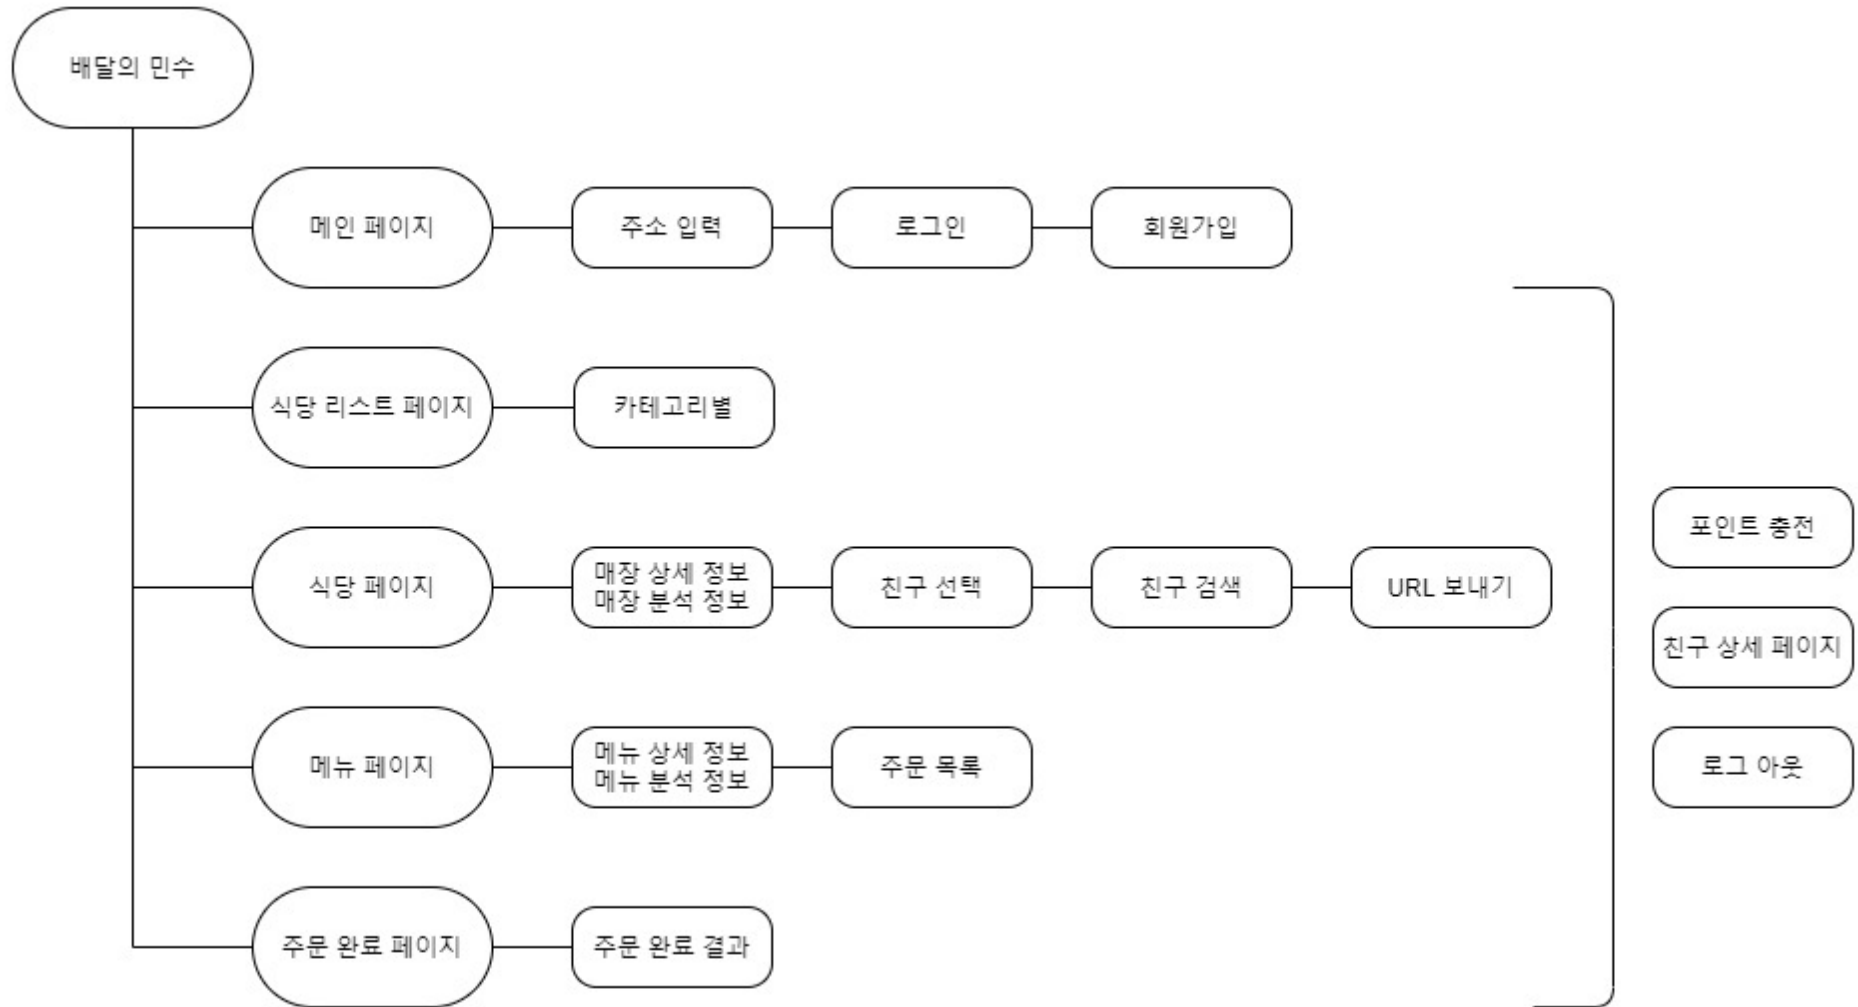 배달의 민수
메인 페이지
주소 입력
로그인
회원가입
식당 리스트 페이지
카테고리별
식당 페이지
매장 상세 정보
매장 분석 정보
친구 선택
친구 검색
URL 보내기
메뉴 페이지
메뉴 상세 정보
메뉴 분석 정보
주문 목록
주문 완료 페이지
주문 완료 결과
포인트 충전
친구 상세 페이지
로그 아웃